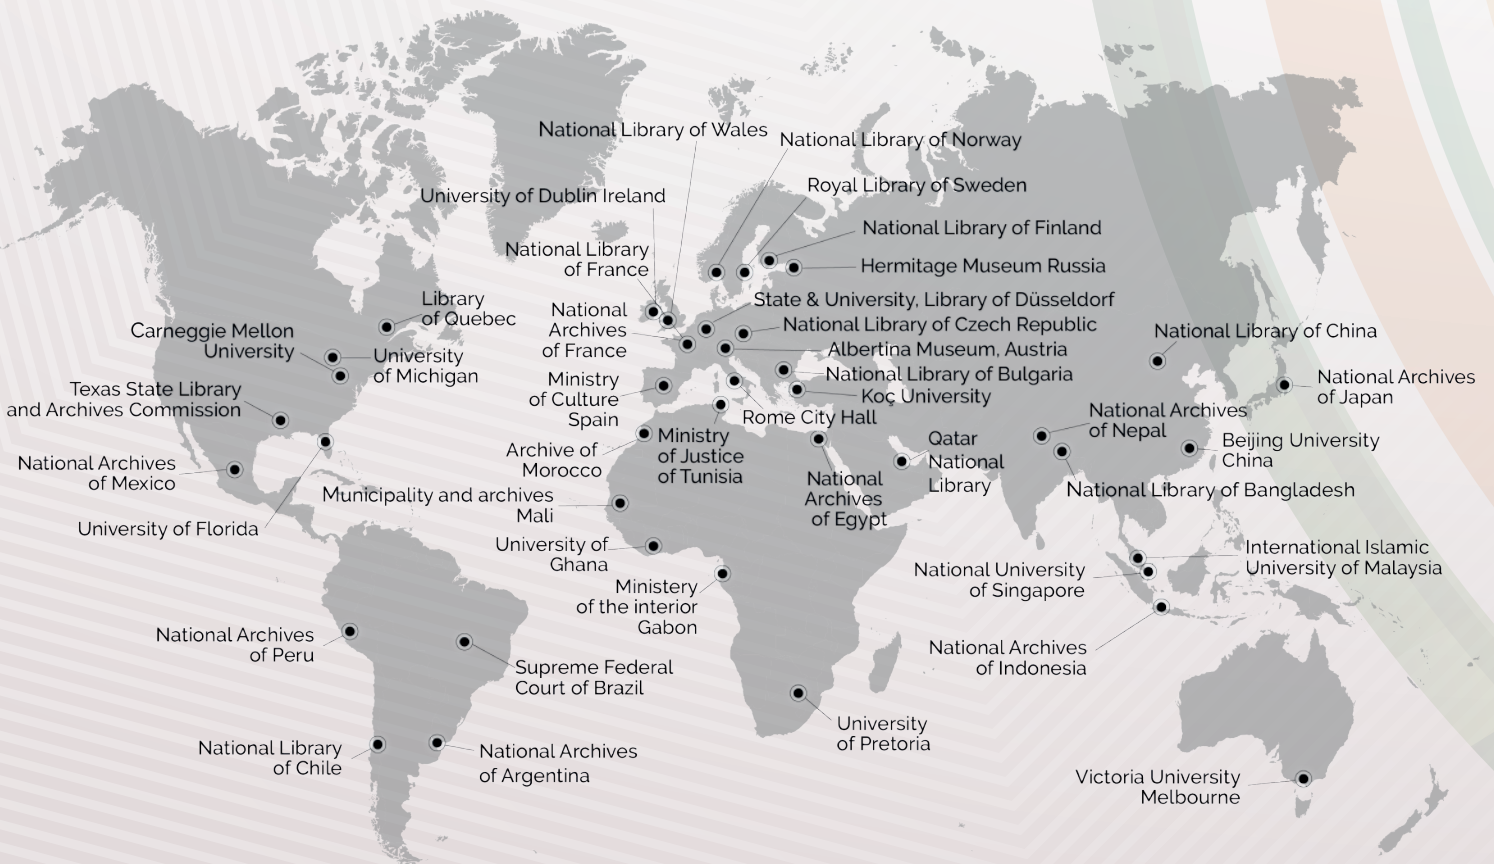 National Library of Wales
National Library of Norway
Royal Library of Sweden
University of Dublin Ireland
National Library of Finland
National Library
of France
Hermitage Museum Russia
Library
of Quebec
National
Archives
of France
State & University, Library of Düsseldorf
National Library of Czech Republic
Carneggie Mellon
University
University
of Michigan
Albertina Museum, Austria
National Library of China
National Library of Bulgaria
Ministry
of Culture
Spain
Koç University
National Archives
of Japan
Texas State Library
and Archives Commission
Rome City Hall
National Archives
of Nepal
Archive of
Morocco
Ministry
of Justice
of Tunisia
Qatar
National
Library
Beijing University
China
National Archives
of Mexico
National
Archives
of Egypt
National Library of Bangladesh
Municipality and archives
Mali
University of Florida
University of
Ghana
International Islamic
University of Malaysia
National University
of Singapore
Ministery
of the interior
Gabon
National Archives
of Peru
National Archives
of Indonesia
Supreme Federal
Court of Brazil
University
of Pretoria
National Library
of Chile
National Archives
of Argentina
Victoria University
Melbourne